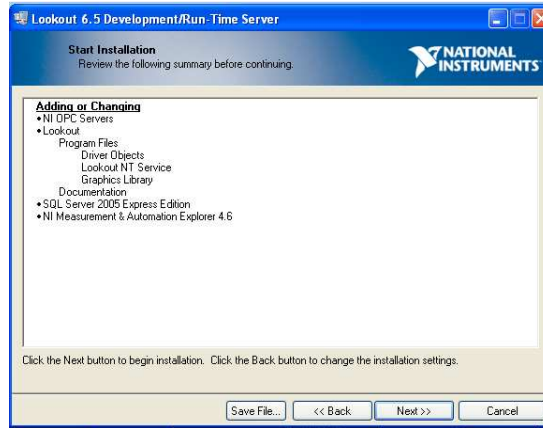 Lookout 6.5 Development/Run-Time Server
Start Installation
Review the following summary before continuing.
NATIONAL
INSTRUMENTS
Adding or Changing
•NI OPC Servers
•Lookout
Program Files
Driver Objects
Lookout NT Service
Graphics Library
Documentation
•SQL Server 2005 Express Edition
•NI Measurement & Automation Explorer 4.6
Click the Next button to begin installation. Click the Back button to change the installation settings.
Save File... << Back Next >> Cancel